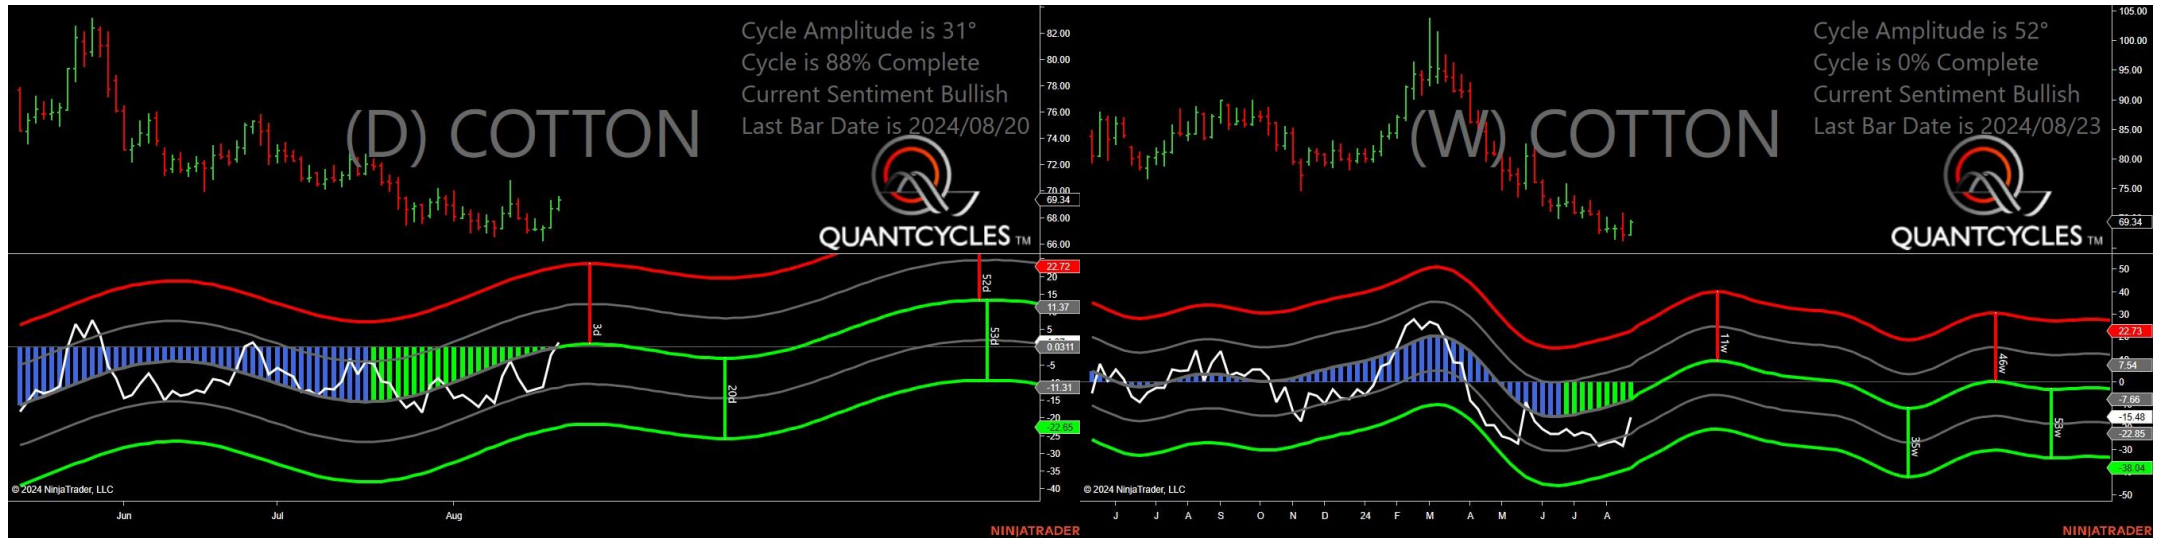 Cycle Amplitude is 31°
Cycle is 88% Complete
Current Sentiment Bullish
Last Bar Date is 2024/08/20
(D) COTTON
QUANTCYCLES TM
82.00
80.00
78.00
76.00
74.00
72.00
70.00
69.34
68.00
66.00
22.72
20
15
11.37
5
0.0311
-5
-11.31
-15
-20
-22.65
-25
-30
-35
-40
3d
20d
52d
53d
© 2024 NinjaTrader, LLC
Jun
Jul
Aug
NINJATRADER
Cycle Amplitude is 52°
Cycle is 0% Complete
Current Sentiment Bullish
Last Bar Date is 2024/08/23
(W) COTTON
QUANTCYCLES TM
105.00
100.00
95.00
90.00
85.00
80.00
75.00
69.34
50
40
30
22.73
7.54
0
-7.66
-15.48
-22.85
-30
-38.04
-50
11w
35w
46w
53w
© 2024 NinjaTrader, LLC
J
J
A
S
O
N
D
24
F
M
A
M
J
J
A
NINJATRADER